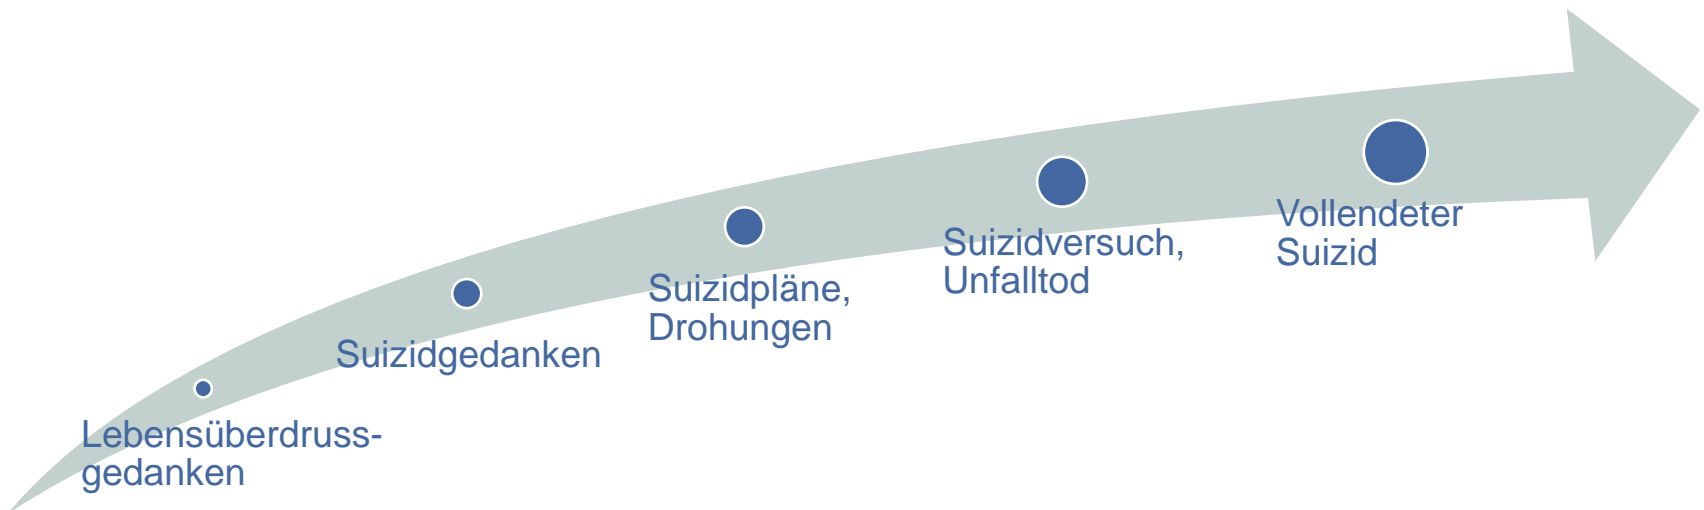 Lebensüberdruss-
gedanken
Suizidgedanken
Suizidpläne,
Drohungen
Suizidversuch,
Unfalltod
Vollendeter
Suizid